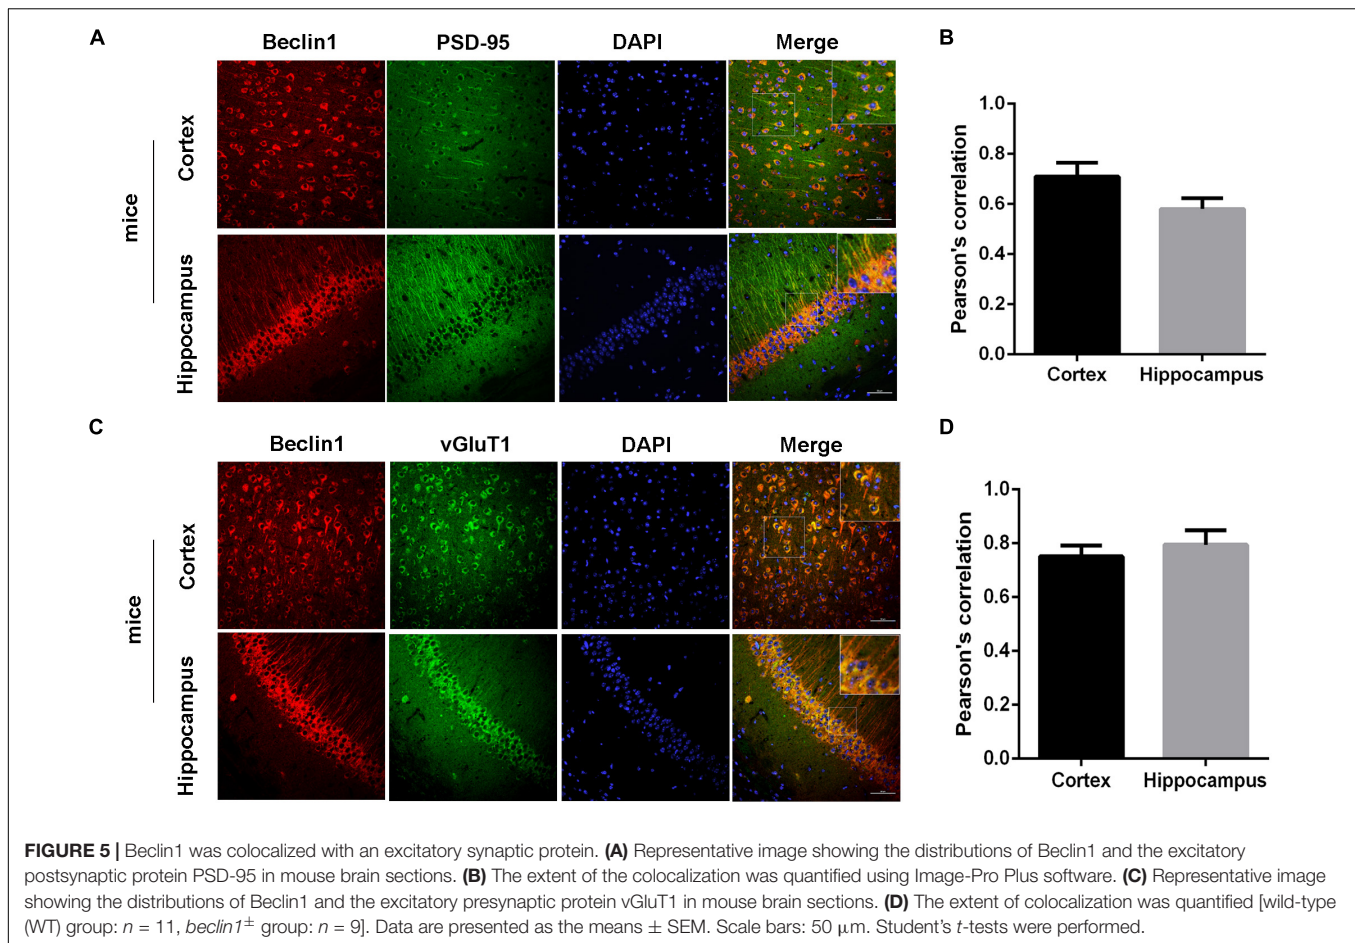 A
Beclin1 PSD-95 DAPI Merge
mice
Cortex
Hippocampus
B
Pearson's correlation
1.0
0.8
0.6
0.4
0.2
0.0
Cortex Hippocampus
C
Beclin1 vGluT1 DAPI Merge
mice
Cortex
Hippocampus
D
Pearson's correlation
1.0
0.8
0.6
0.4
0.2
0.0
Cortex Hippocampus
FIGURE 5 | Beclin1 was colocalized with an excitatory synaptic protein. (A) Representative image showing the distributions of Beclin1 and the excitatory
postsynaptic protein PSD-95 in mouse brain sections. (B) The extent of the colocalization was quantified using Image-Pro Plus software. (C) Representative image
showing the distributions of Beclin1 and the excitatory presynaptic protein vGluT1 in mouse brain sections. (D) The extent of colocalization was quantified [wild-type
(WT) group: n = 11, beclin1± group: n = 9]. Data are presented as the means ± SEM. Scale bars: 50 μm. Student's t-tests were performed.